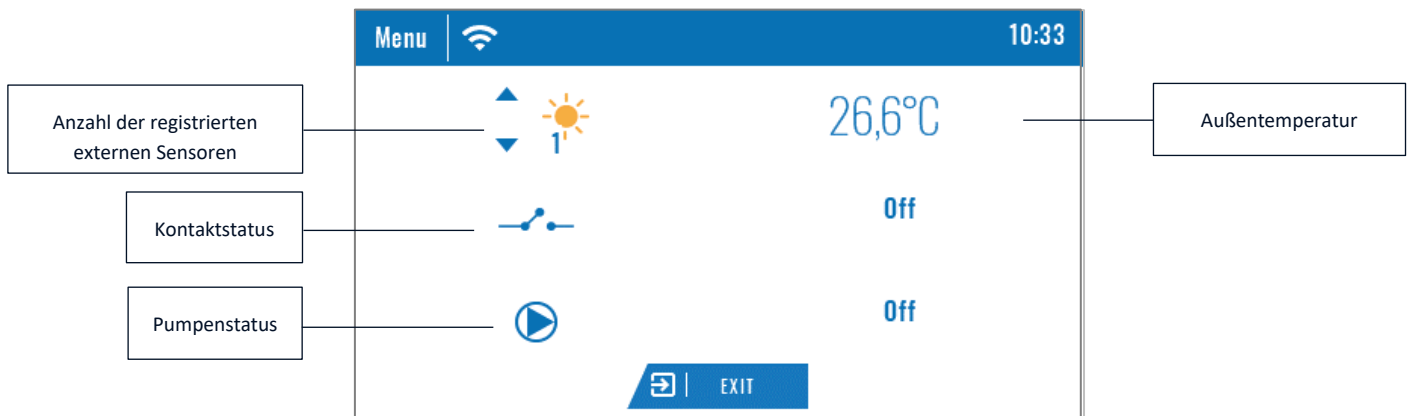 Menu
10:33
Anzahl der registrierten
externen Sensoren
1
26,6°C
Außentemperatur
Kontaktstatus
Off
Pumpenstatus
Off
EXIT